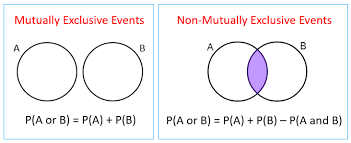 Mutually Exclusive Events
A
B
P(A or B) = P(A) + P(B)
Non-Mutually Exclusive Events
A
B
P(A or B) = P(A) + P(B) – P(A and B)